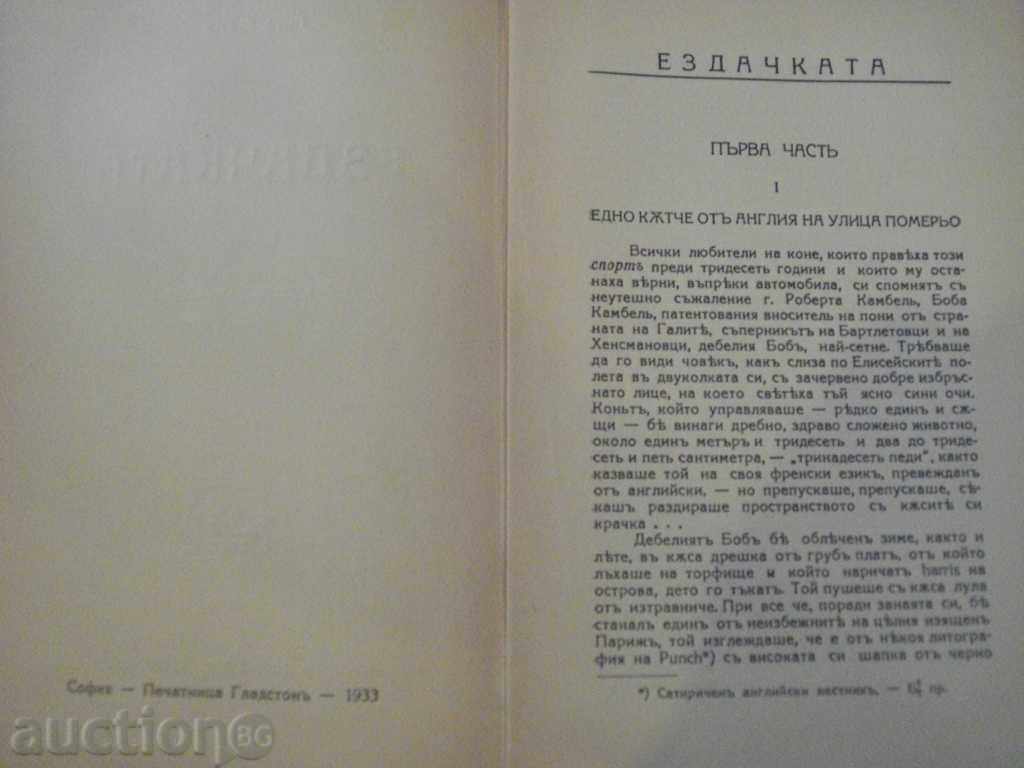 София — Печатница Гладстонъ — 1933
ЕЗДАЧКАТА
ПЪРВА ЧАСТЬ
I
ЕДНО КѪТЧЕ ОТЪ АНГЛИЯ НА УЛИЦА ПОМЕРЬО
Всички любители на коне, които правѣха този
спортъ преди тридесеть години и които му оста-
наха вѣрни, въпрѣки автомобила, си спомнятъ съ
неутешно съжаление г. Роберта Камбель, Боба
Камбель, патентования вноситель на пони отъ стра-
ната на Галитѣ, съперникътъ на Бартлетовци и на
Хенсмановци, дебелия Бобъ, най-сетне. Трѣбваше
да го види човѣкъ, какъ слиза по Елисейскитѣ по-
лета въ двуколката си, съ зачервено добре избръс-
нато лице, на което свѣтѣха тъй ясно сини очи.
Коньтъ, който управляваше — рѣдко единъ и сѫ-
щи — бѣ винаги дребно, здраво сложено животно,
около единъ метъръ и тридесеть и два до триде-
сеть и петь сантиметра, — „тринадесеть педи", както
казваше той на своя френски езикъ, превежданъ
отъ английски, — но препускаше, препускаше, сѣ-
кашъ раздираше пространството съ кѫситѣ си
крачка . . .
Дебелиятъ Бобъ бѣ облѣченъ зиме, както и
лѣте, въ кѫса дрешка отъ грубъ платъ, отъ който
лъхаше на торфище и който наричатъ harris на
острова, дето го тъкатъ. Той пушеше съ кѫса лула
отъ изтравниче. При все че, поради занаята си, бѣ
станалъ единъ отъ неизбежнитѣ на цѣлия изященъ
Парижъ, той изглеждаше, че е отъ нѣкоя литогра-
фия на Punch*) съ високата си шапка отъ черно
*) Сатириченъ английски вестникъ. — пр.
auction BG